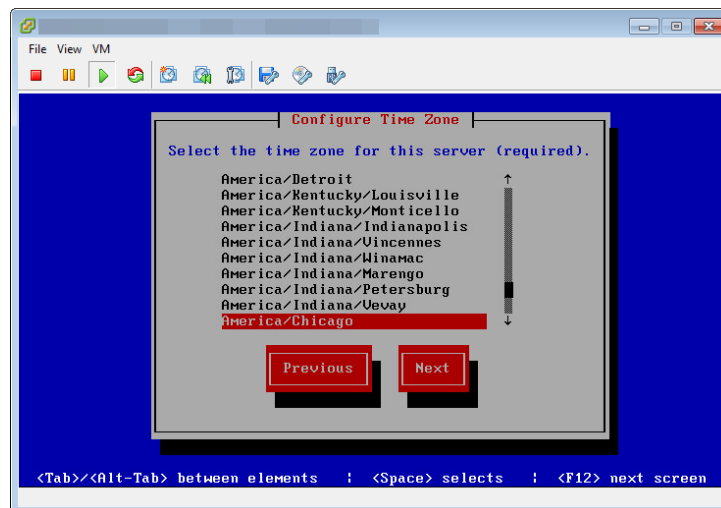 File View VM
Configure Time Zone
Select the time zone for this server (required).
America/Detroit
America/Kentucky/Louisville
America/Kentucky/Monticello
America/Indiana/Indianapolis
America/Indiana/Vincennes
America/Indiana/Winamac
America/Indiana/Marengo
America/Indiana/Petersburg
America/Indiana/Vevay
America/Chicago
Previous Next
<Tab>/<Alt-Tab> between elements ¦ <Space> selects ¦ <F12> next screen